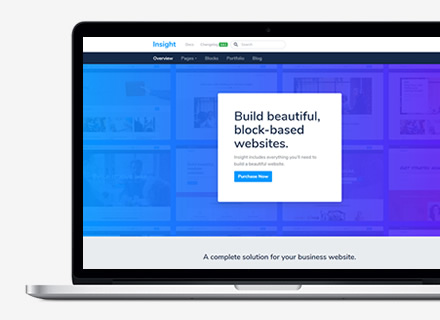 Insight Docs Changelog Search
Overview Pages Blocks Portfolio Blog
Build beautiful,
block-based
websites.
Insight includes everything you'll need to
build a beautiful website.
Purchase Now
A complete solution for your business website.